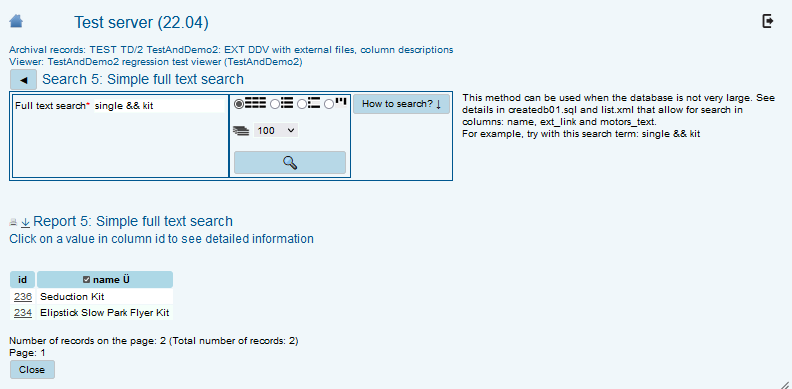 Test server (22.04)
Archival records: TEST TD/2 TestAndDemo2: EXT DDV with external files, column descriptions
Viewer: TestAndDemo2 regression test viewer (TestAndDemo2)
◄ Search 5: Simple full text search
Full text search* single && kit
100
How to search? ↓
This method can be used when the database is not very large. See
details in createdb01.sql and list.xml that allow for search in
columns: name, ext_link and motors_text.
For example, try with this search term: single && kit
↓ Report 5: Simple full text search
Click on a value in column id to see detailed information
id name Ü
236 Seduction Kit
234 Elipstick Slow Park Flyer Kit
Number of records on the page: 2 (Total number of records: 2)
Page: 1
Close